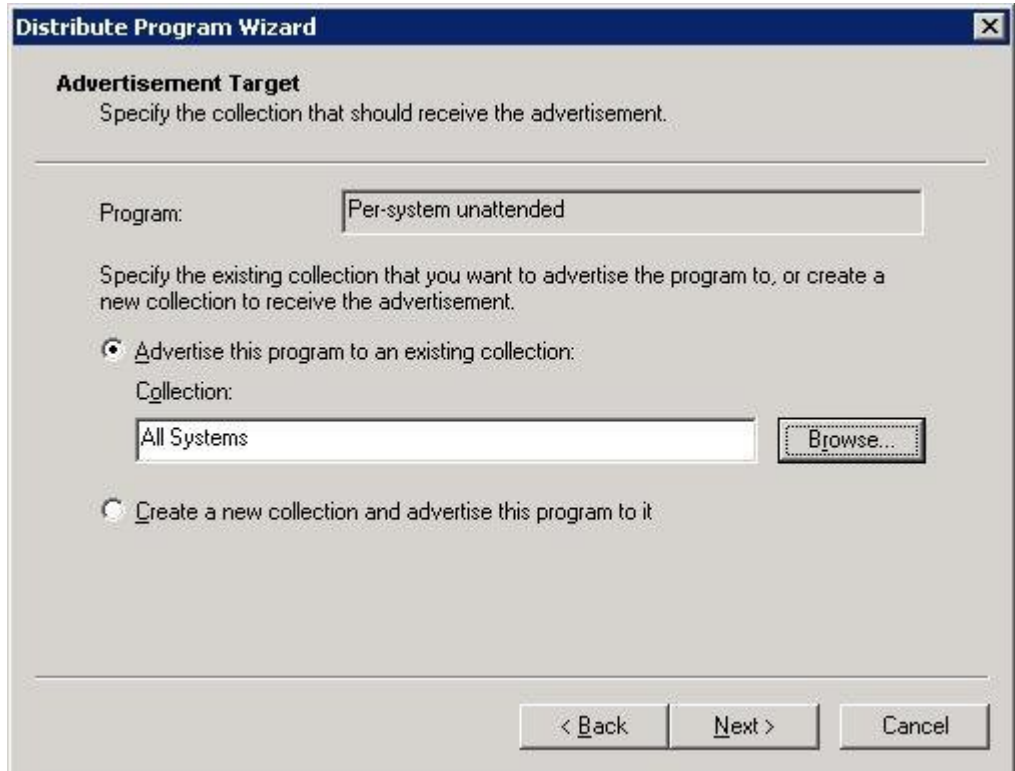 Distribute Program Wizard
Advertisement Target
Specify the collection that should receive the advertisement.
Program:
Per-system unattended
Specify the existing collection that you want to advertise the program to, or create a
new collection to receive the advertisement.
Advertise this program to an existing collection:
Collection:
All Systems
Browse...
Create a new collection and advertise this program to it
< Back
Next >
Cancel